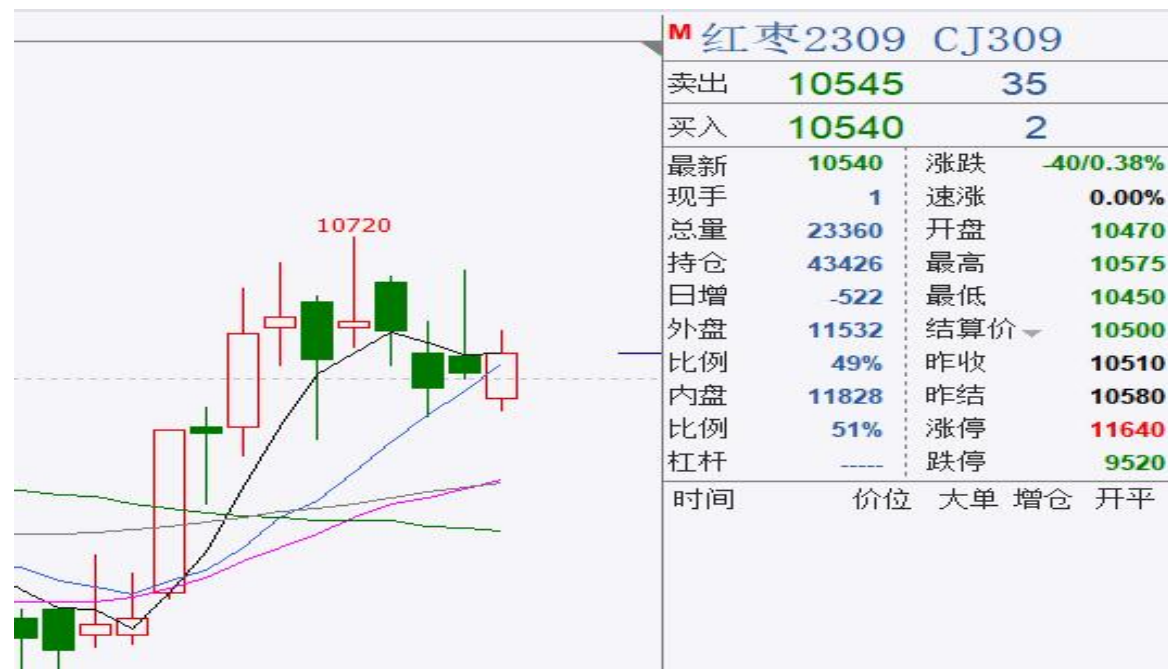 10720
M 红枣2309 CJ309
卖出 10545 35
买入 10540 2
最新 10540 涨跌 -40/0.38%
现手 1 速涨 0.00%
总量 23360 开盘 10470
持仓 43426 最高 10575
日增 -522 最低 10450
外盘 11532 结算价 10500
比例 49% 昨收 10510
内盘 11828 昨结 10580
比例 51% 涨停 11640
杠杆 ----- 跌停 9520
时间 价位 大单 增仓 开平